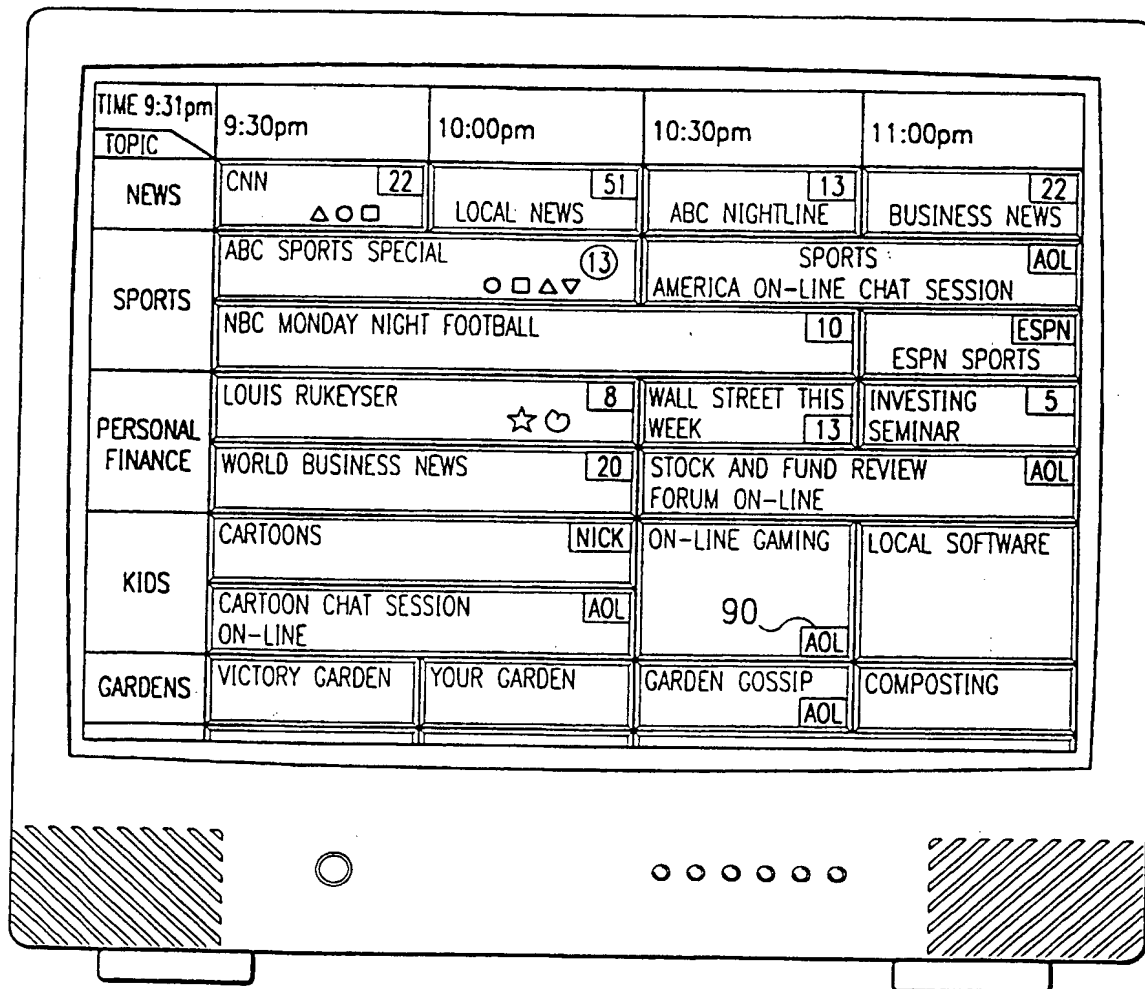 TIME 9:31pm
TOPIC
9:30pm 10:00pm 10:30pm 11:00pm
NEWS
CNN 22
51
LOCAL NEWS
13
ABC NIGHTLINE
22
BUSINESS NEWS
SPORTS
ABC SPORTS SPECIAL 13
SPORTS AOL
AMERICA ON-LINE CHAT SESSION
NBC MONDAY NIGHT FOOTBALL 10
ESPN
ESPN SPORTS
PERSONAL
FINANCE
LOUIS RUKEYSER 8
WALL STREET THIS
WEEK 13
INVESTING 5
SEMINAR
WORLD BUSINESS NEWS 20
STOCK AND FUND REVIEW AOL
FORUM ON-LINE
KIDS
CARTOONS NICK
CARTOON CHAT SESSION AOL
ON-LINE
ON-LINE GAMING
90
AOL
LOCAL SOFTWARE
GARDENS
VICTORY GARDEN
YOUR GARDEN
GARDEN GOSSIP
AOL
COMPOSTING